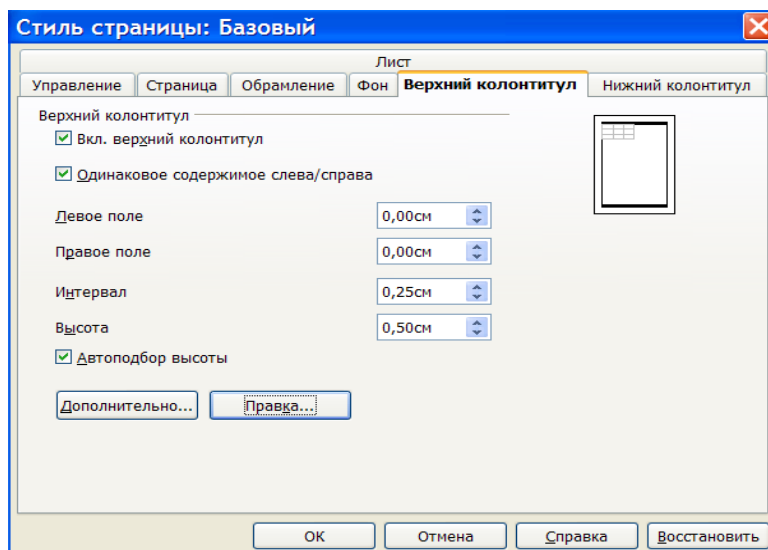 Стиль страницы: Базовый
Лист
Управление Страница Обрамление Фон Верхний колонтитул Нижний колонтитул
Верхний колонтитул
Вкл. верхний колонтитул
Одинаковое содержимое слева/справа
Левое поле 0,00см
Правое поле 0,00см
Интервал 0,25см
Высота 0,50см
Автоподбор высоты
Дополнительно... Правка...
ОК Отмена Справка Восстановить